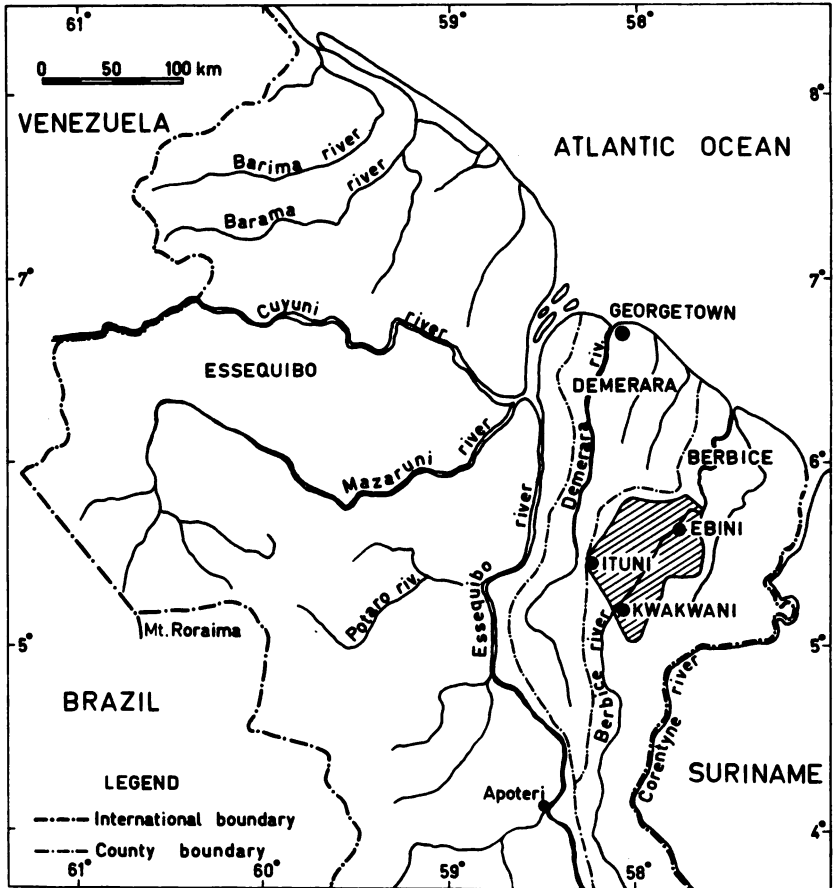 61° 59° 58°
0 50 100 km
8°
VENEZUELA
ATLANTIC OCEAN
Barima river
Barama river
7° 7°
Cuyuni river
GEORGETOWN
ESSEQUIBO
riv.
DEMERARA
Demerara
Mazaruni river
BERBICE
6° 6°
river
EBINI
ITUNI
Essequibo
KWAKWANI
Potaro riv.
Mt. Roraima
5° 5°
river
Berbice
river
BRAZIL
Corentyne
SURINAME
LEGEND
Apoteri
International boundary
4°
County boundary
61° 60° 59° 58°